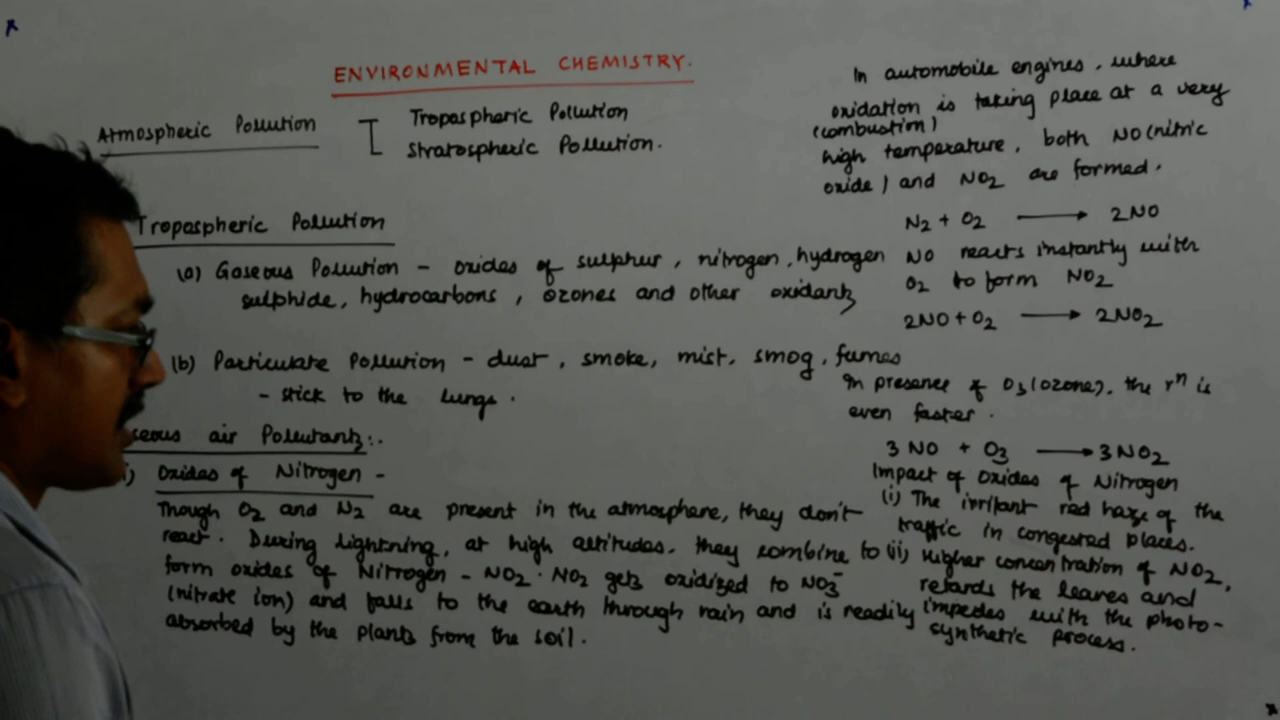 ENVIRONMENTAL CHEMISTRY.
Atmospheric Pollution
Tropospheric Pollution
Stratospheric Pollution.
Tropospheric Pollution
(a) Gaseous Pollution - oxides of sulphur, nitrogen, hydrogen
sulphide, hydrocarbons, ozones and other oxidants
(b) Particulate Pollution - dust, smoke, mist, smog, fumes
- stick to the lungs.
seous air Pollutants:.
i) Oxides of Nitrogen -
Though O2 and N2 are present in the atmosphere, they don't
react. During lightning, at high altitudes, they combine to
form oxides of Nitrogen - NO2. NO2 gets oxidized to NO3-
(nitrate ion) and falls to the earth through rain and is readily
absorbed by the plants from the soil.
In automobile engines, where
oxidation is taking place at a very
(combustion)
high temperature, both NO (nitric
oxide) and NO2 are formed.
N2 + O2 → 2NO
NO reacts instantly with
O2 to form NO2
2NO + O2 → 2NO2
In presence of O3 (ozone), the rn is
even faster.
3 NO + O3 → 3 NO2
Impact of Oxides of Nitrogen
(i) The irritant red haze of the
traffic in congested places.
(ii) Higher concentration of NO2,
retards the leaves and
impedes with the photo-
synthetic process.